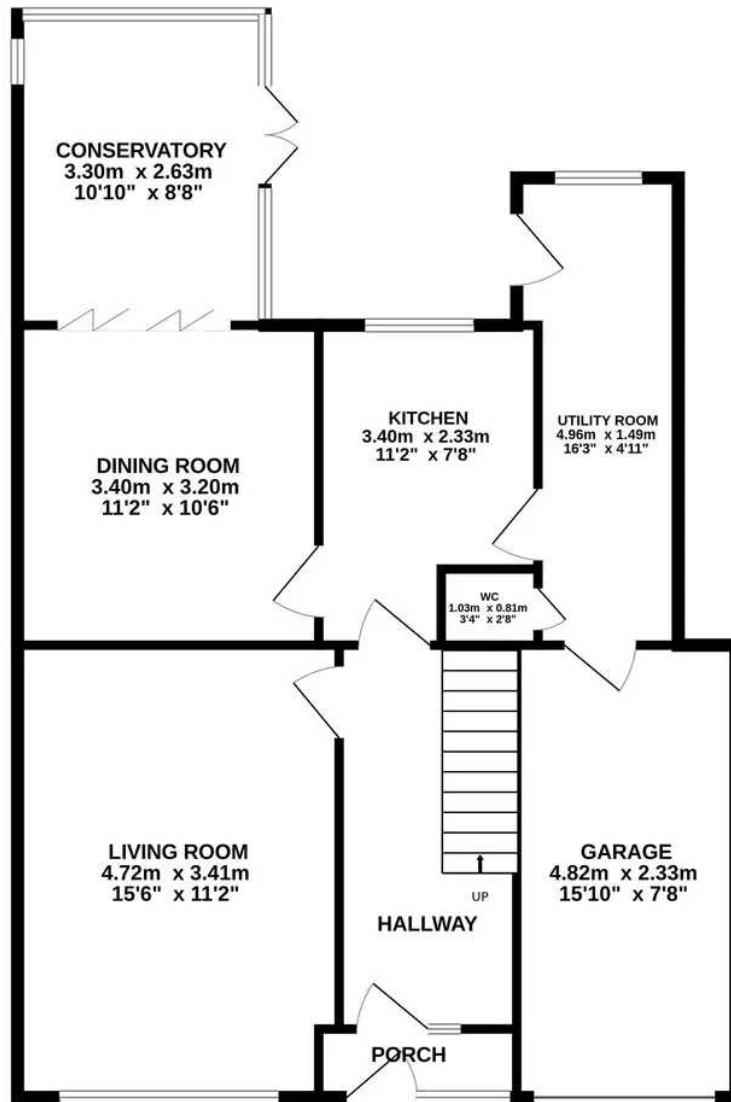 CONSERVATORY
3.30m x 2.63m
10'10" x 8'8"
KITCHEN
3.40m x 2.33m
11'2" x 7'8"
UTILITY ROOM
4.96m x 1.49m
16'3" x 4'11"
DINING ROOM
3.40m x 3.20m
11'2" x 10'6"
WC
1.03m x 0.81m
3'4" x 2'8"
LIVING ROOM
4.72m x 3.41m
15'6" x 11'2"
GARAGE
4.82m x 2.33m
15'10" x 7'8"
UP
HALLWAY
PORCH